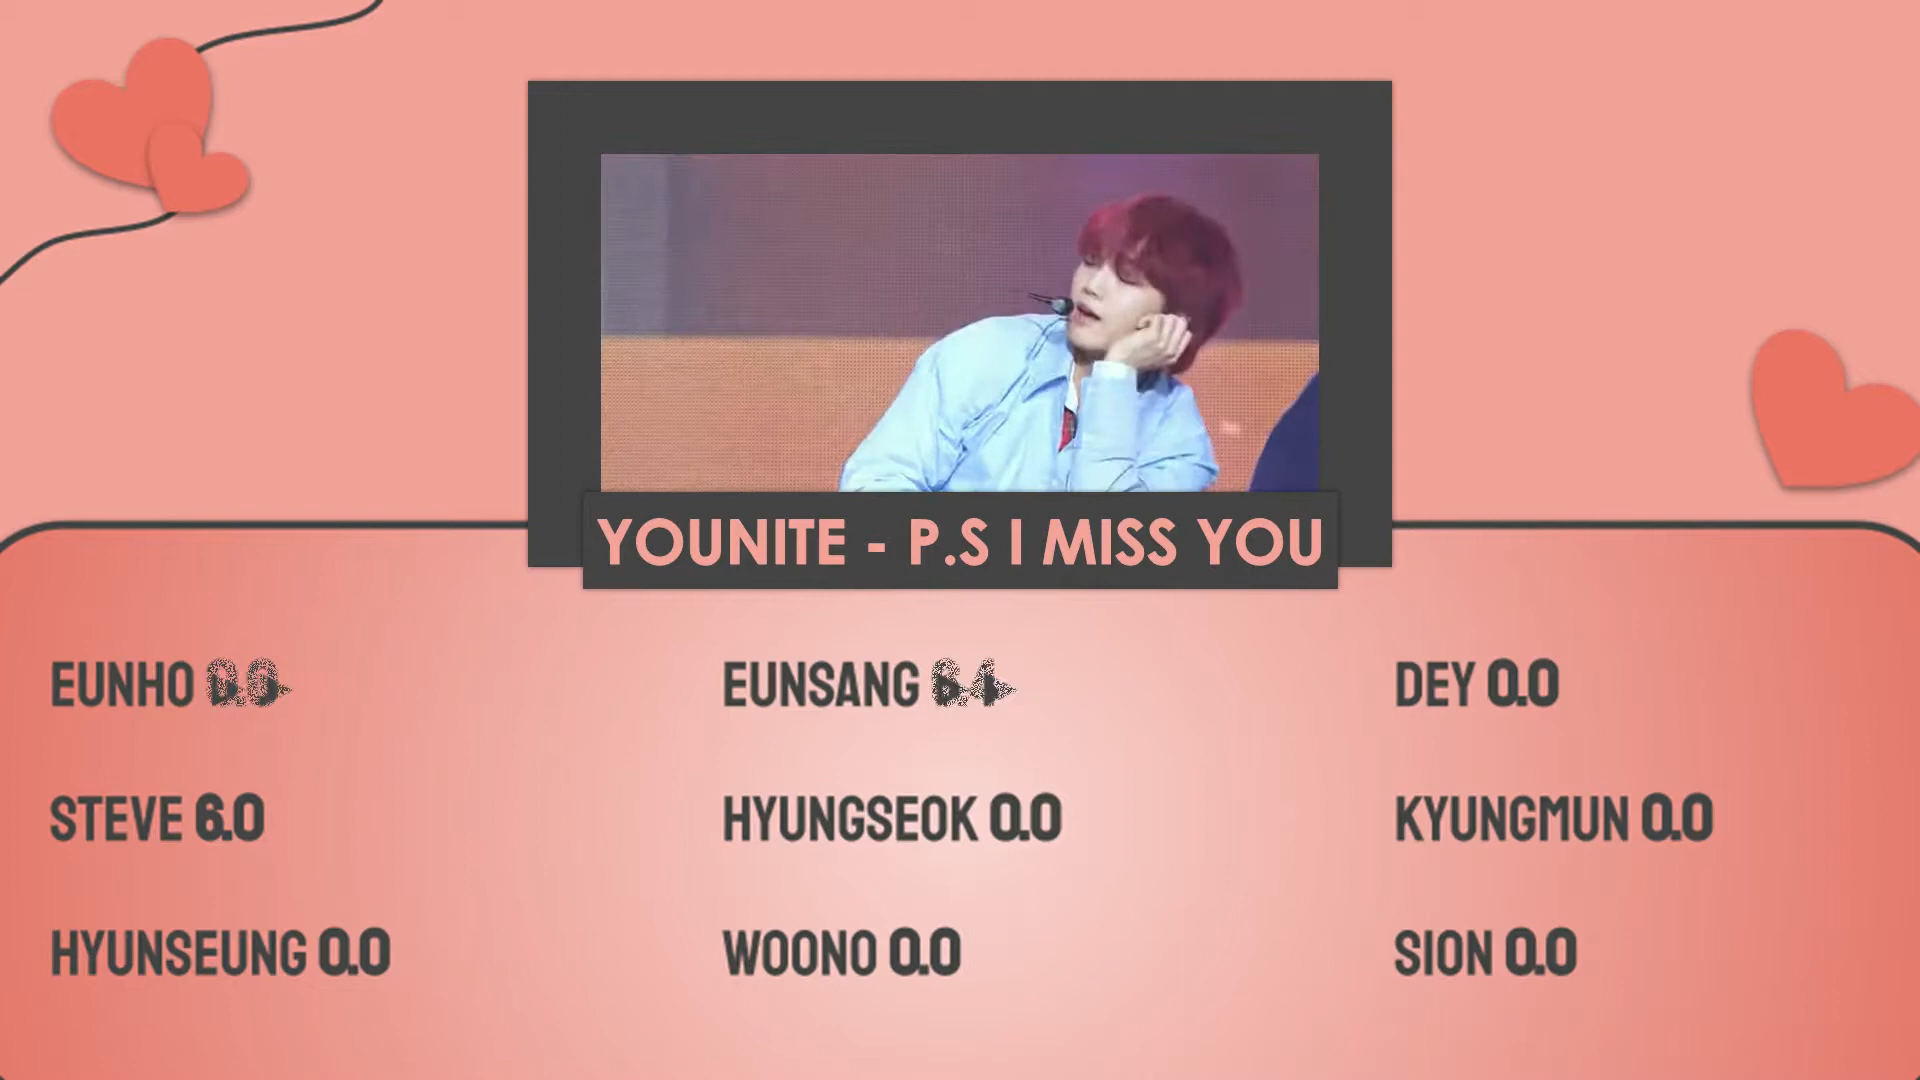 YOUNITE - P.S I MISS YOU
EUNHO
EUNSANG
DEY 0.0
STEVE 6.0
HYUNGSEOK 0.0
KYUNGMUN 0.0
HYUNSEUNG 0.0
WOONO 0.0
SION 0.0